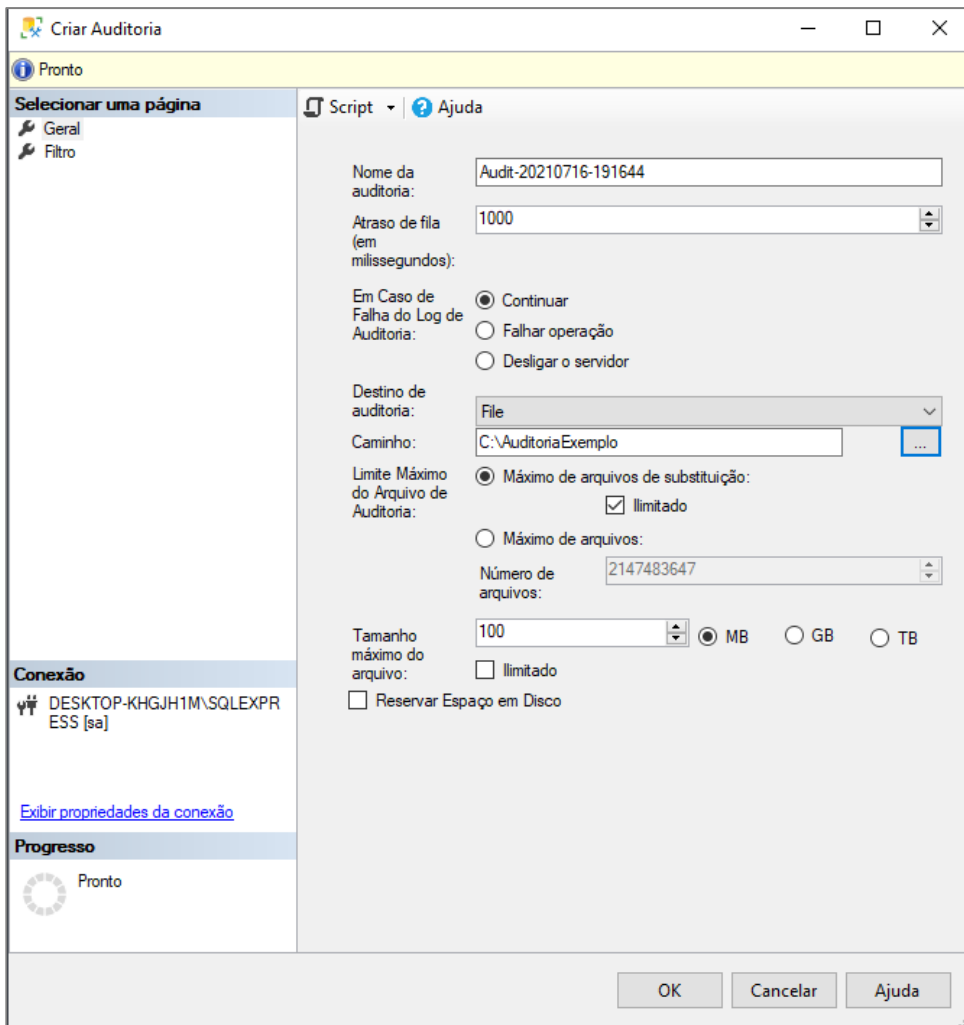 Criar Auditoria
Pronto
Selecionar uma página
Geral
Filtro
Script
Ajuda
Nome da
auditoria:
Audit-20210716-191644
Atraso de fila
(em
milissegundos):
1000
Em Caso de
Falha do Log de
Auditoria:
Continuar
Falhar operação
Desligar o servidor
Destino de
auditoria:
File
Caminho:
C:\AuditoriaExemplo
...
Limite Máximo
do Arquivo de
Auditoria:
Máximo de arquivos de substituição:
Ilimitado
Máximo de arquivos:
Número de
arquivos:
2147483647
Tamanho
máximo do
arquivo:
100
MB
GB
TB
Ilimitado
Reservar Espaço em Disco
Conexão
DESKTOP-KHGJH1M\SQLEXPR
ESS [sa]
Exibir propriedades da conexão
Progresso
Pronto
OK
Cancelar
Ajuda